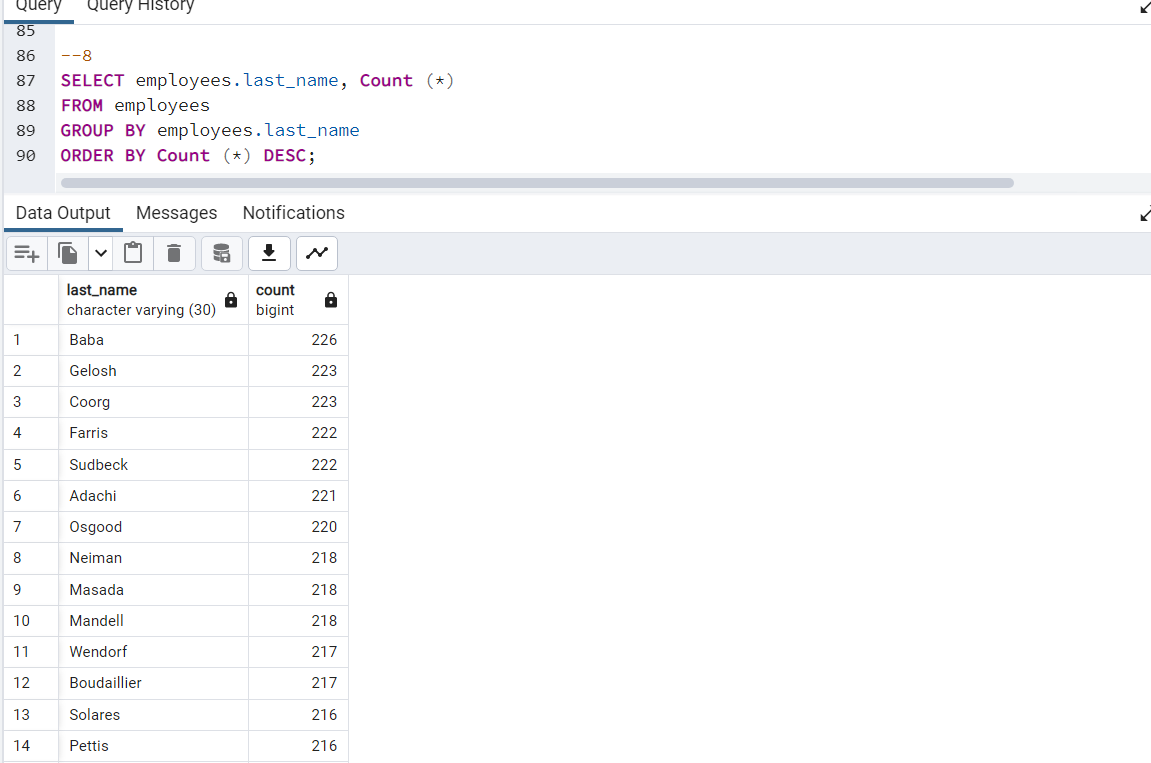 Query Query History
85
86 --8
87 SELECT employees.last_name, Count (*)
88 FROM employees
89 GROUP BY employees.last_name
90 ORDER BY Count (*) DESC;
Data Output Messages Notifications
last_name count
character varying (30) bigint
1 Baba 226
2 Gelosh 223
3 Coorg 223
4 Farris 222
5 Sudbeck 222
6 Adachi 221
7 Osgood 220
8 Neiman 218
9 Masada 218
10 Mandell 218
11 Wendorf 217
12 Boudaillier 217
13 Solares 216
14 Pettis 216